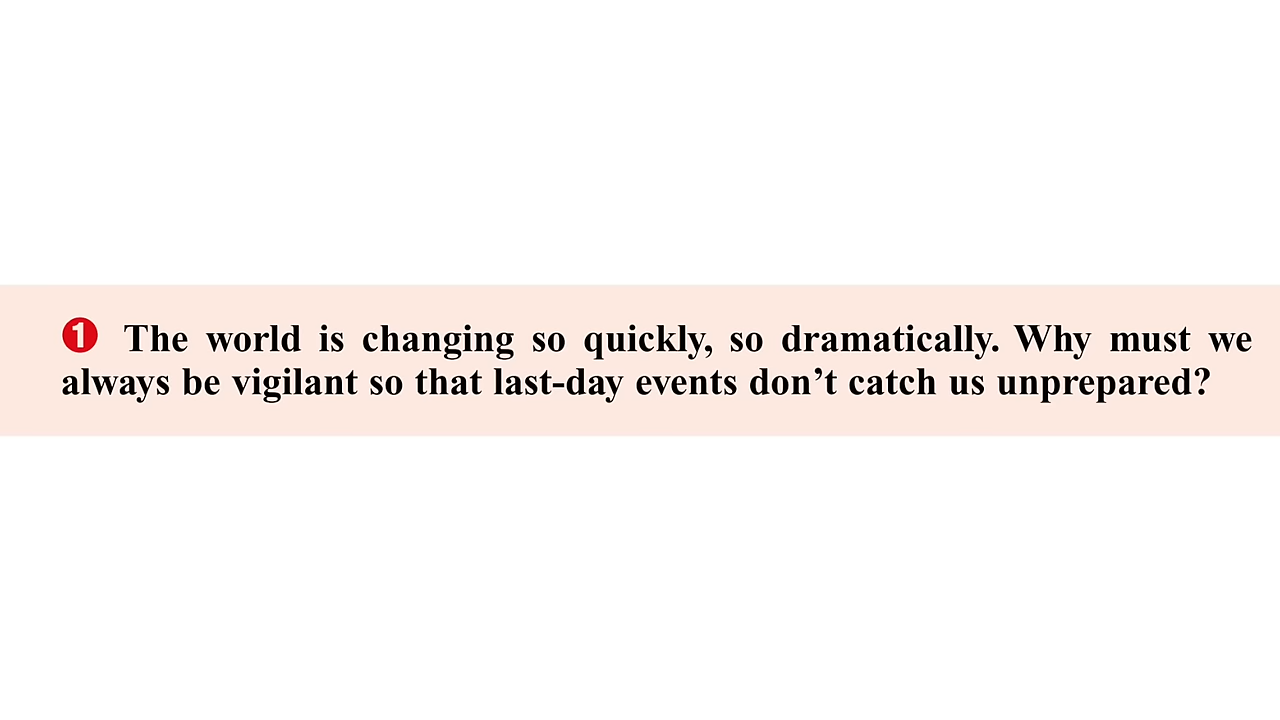 ❶ The world is changing so quickly, so dramatically. Why must we
always be vigilant so that last-day events don’t catch us unprepared?